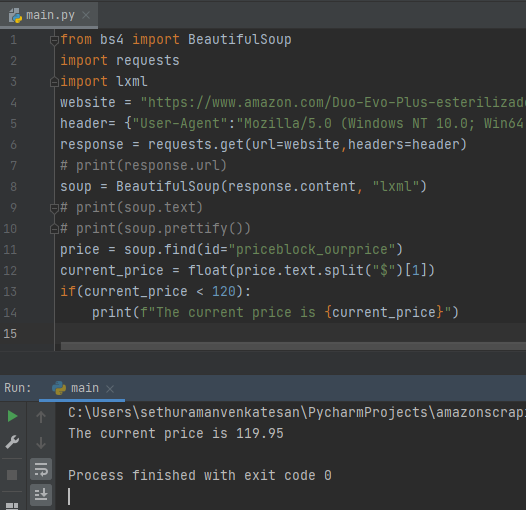 main.py
1 from bs4 import BeautifulSoup
2 import requests
3 import lxml
4 website = "https://www.amazon.com/Duo-Evo-Plus-esterilizado
5 header= {"User-Agent":"Mozilla/5.0 (Windows NT 10.0; Win64
6 response = requests.get(url=website,headers=header)
7 # print(response.url)
8 soup = BeautifulSoup(response.content, "lxml")
9 # print(soup.text)
10 # print(soup.prettify())
11 price = soup.find(id="priceblock_ourprice")
12 current_price = float(price.text.split("$")[1])
13 if(current_price < 120):
14 print(f"The current price is {current_price}")
15
Run: main
C:\Users\sethuramanvenkatesan\PycharmProjects\amazonscrapi
The current price is 119.95
Process finished with exit code 0